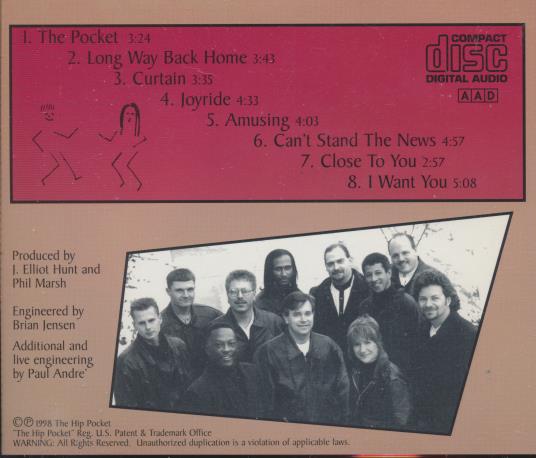 1. The Pocket 3:24
2. Long Way Back Home 3:43
3. Curtain 3:35
4. Joyride 4:33
5. Amusing 4:03
6. Can't Stand The News 4:57
7. Close To You 2:57
8. I Want You 5:08
COMPACT
disc
DIGITAL AUDIO
AAD
Produced by
J. Elliot Hunt and
Phil Marsh
Engineered by
Brian Jensen
Additional and
live engineering
by Paul Andre'
©℗ 1998 The Hip Pocket
"The Hip Pocket" Reg. U.S. Patent & Trademark Office
WARNING: All Rights Reserved. Unauthorized duplication is a violation of applicable laws.